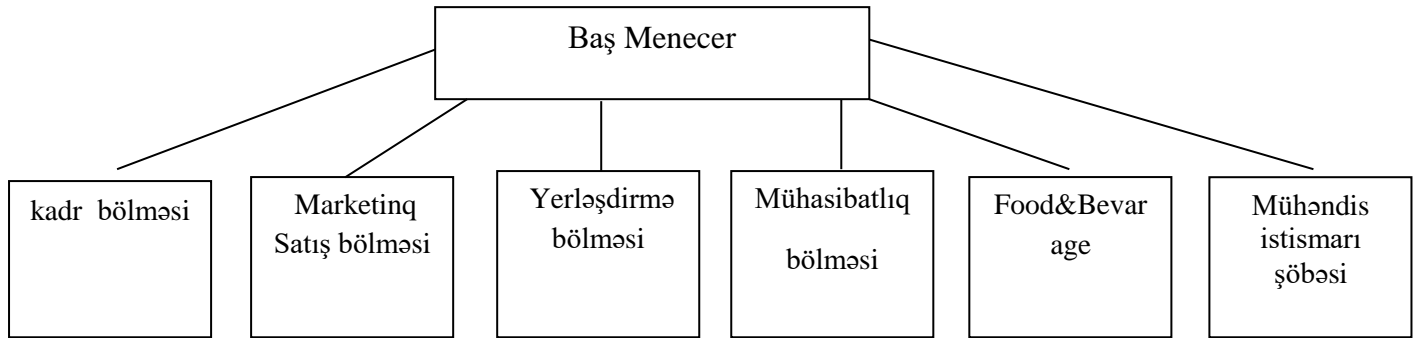 Baş Menecer
kadr bölməsi
Marketinq
Satış bölməsi
Yerləşdirmə
bölməsi
Mühasibatlıq
bölməsi
Food&Bevar
age
Mühəndis
istismarı
şöbəsi